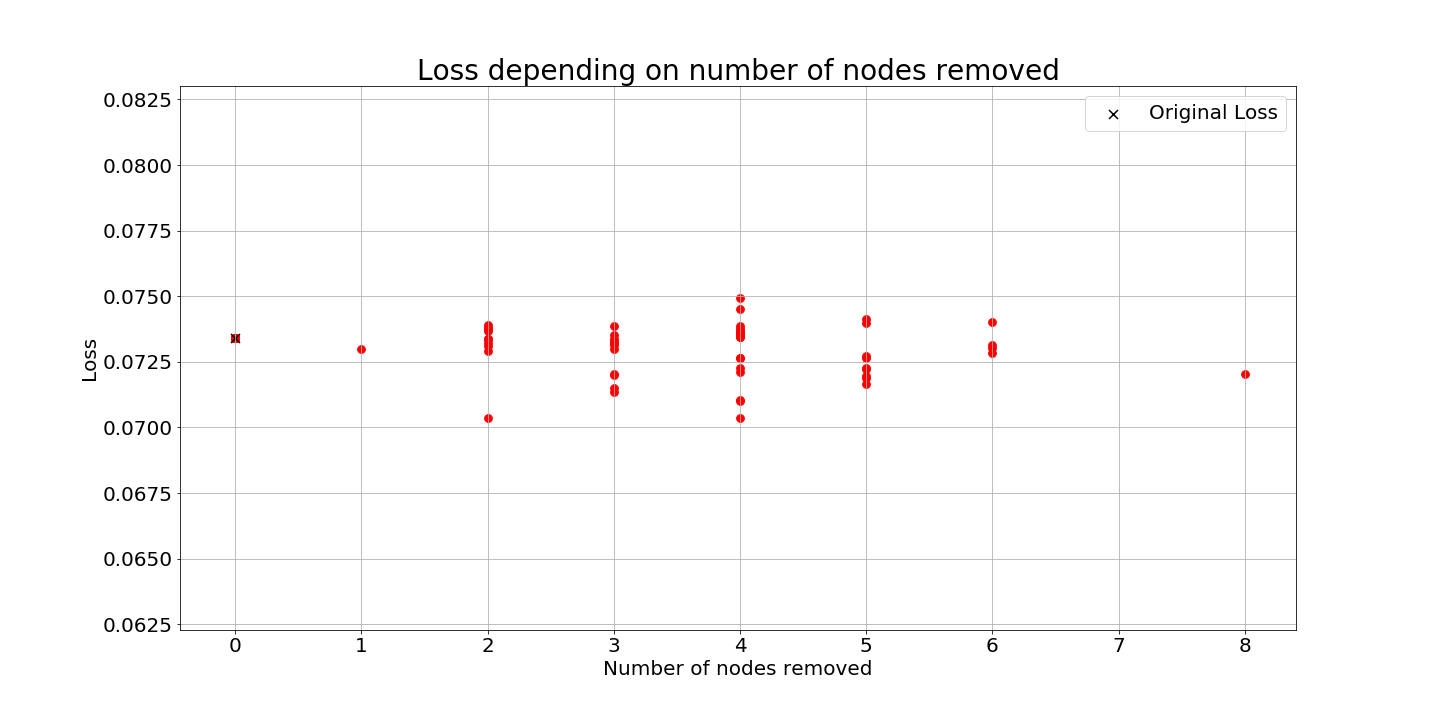 Loss depending on number of nodes removed
Original Loss
0.0825
0.0800
0.0775
0.0750
0.0725
0.0700
0.0675
0.0650
0.0625
Loss
0 1 2 3 4 5 6 7 8
Number of nodes removed